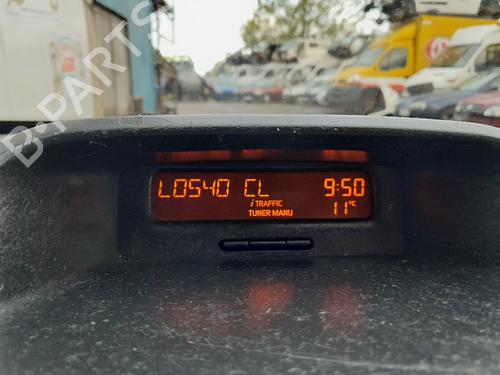 LOS40 CL 9:50
i TRAFFIC
TUNER MANU 11°C
B-PARTS